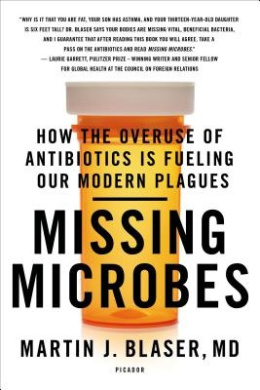 "WHY IS IT THAT YOU ARE FAT, YOUR SON HAS ASTHMA, AND YOUR THIRTEEN-YEAR-OLD DAUGHTER
IS SIX FEET TALL? DR. BLASER SAYS YOUR BODIES ARE MISSING VITAL, BENEFICIAL BACTERIA,
AND I GUARANTEE THAT AFTER READING THIS BOOK YOU WILL AGREE. TAKE A
PASS ON THE ANTIBIOTICS AND READ MISSING MICROBES."
— LAURIE GARRETT, PULITZER PRIZE – WINNING WRITER AND SENIOR FELLOW
FOR GLOBAL HEALTH AT THE COUNCIL ON FOREIGN RELATIONS
HOW THE OVERUSE OF
ANTIBIOTICS IS FUELING
OUR MODERN PLAGUES
MISSING
MICROBES
MARTIN J. BLASER, MD
PICADOR